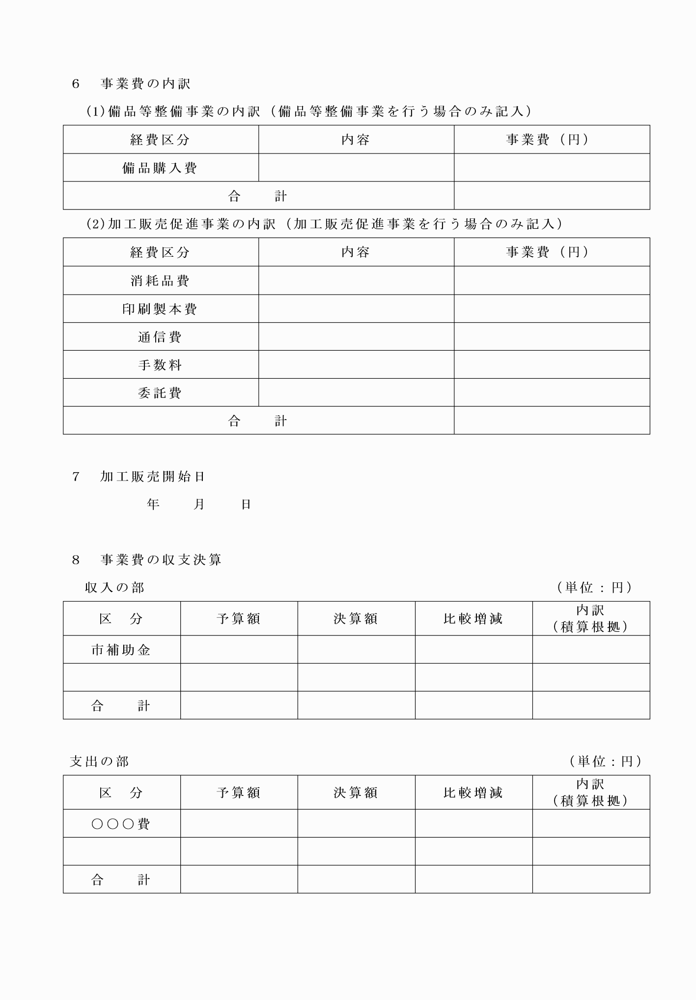 6　事業費の内訳
(1)備品等整備事業の内訳（備品等整備事業を行う場合のみ記入）
経費区分　内容　事業費（円）
備品購入費
合　　計
(2)加工販売促進事業の内訳（加工販売促進事業を行う場合のみ記入）
経費区分　内容　事業費（円）
消耗品費
印刷製本費
通信費
手数料
委託費
合　　計
7　加工販売開始日
年　　月　　日
8　事業費の収支決算
収入の部　（単位：円）
区　分　予算額　決算額　比較増減　内訳
（積算根拠）
市補助金
合　　計
支出の部　（単位：円）
区　分　予算額　決算額　比較増減　内訳
（積算根拠）
〇〇〇費
合　　計